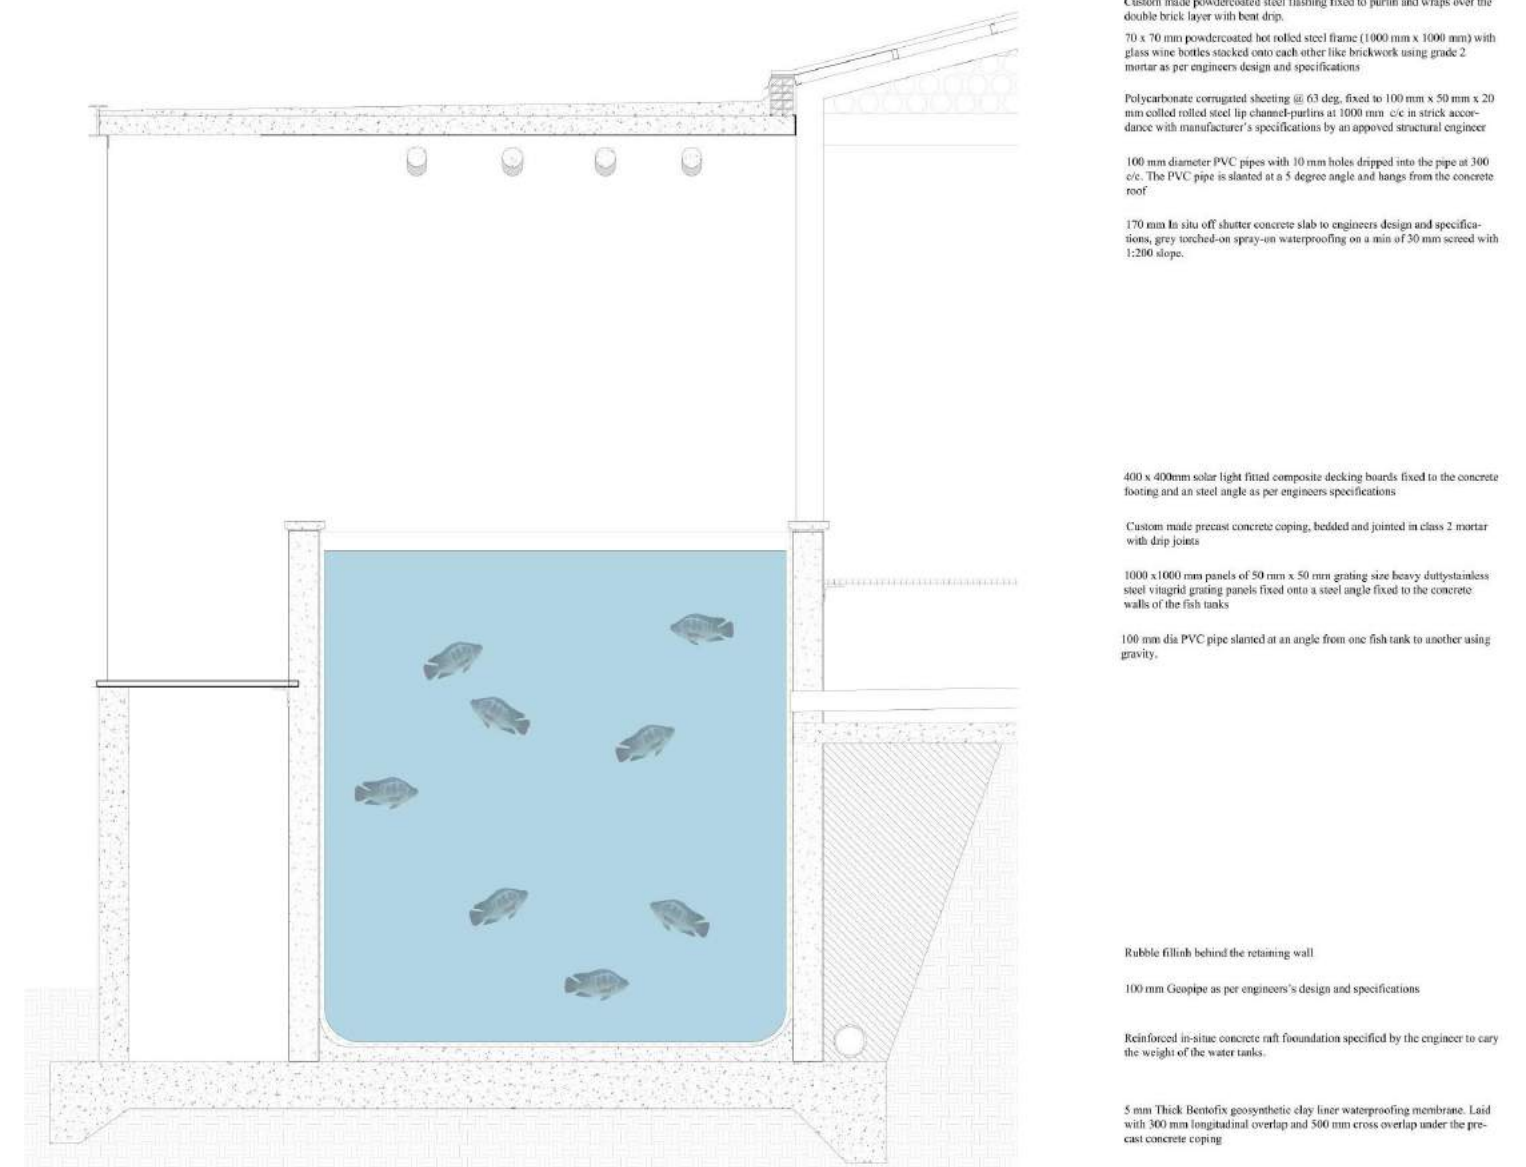 Custom made powdercoated steel flashing fixed to purlin and wraps over the
double brick layer with bent drip.
70 x 70 mm powdercoated hot rolled steel frame (1000 mm x 1000 mm) with
glass wine bottles stacked onto each other like brickwork using grade 2
mortar as per engineers design and specifications
Polycarbonate corrugated sheeting @ 63 deg, fixed to 100 mm x 50 mm x 20
mm colled rolled steel lip channel-purlins at 1000 mm c/c in strick accor-
dance with manufacturer's specifications by an appoved structural engineer
100 mm diameter PVC pipes with 10 mm holes dripped into the pipe at 300
c/c. The PVC pipe is slanted at a 5 degree angle and hangs from the concrete
roof
170 mm In situ off shutter concrete slab to engineers design and specifica-
tions, grey torched-on spray-on waterproofing on a min of 30 mm screed with
1:200 slope.
400 x 400mm solar light fitted composite decking boards fixed to the concrete
footing and an steel angle as per engineers specifications
Custom made precast concrete coping, bedded and jointed in class 2 mortar
with drip joints
1000 x1000 mm panels of 50 mm x 50 mm grating size heavy duttystainless
steel vitagrid grating panels fixed onto a steel angle fixed to the concrete
walls of the fish tanks
100 mm dia PVC pipe slanted at an angle from one fish tank to another using
gravity.
Rubble fillinh behind the retaining wall
100 mm Geopipe as per engineers's design and specifications
Reinforced in-situe concrete raft fooundation specified by the engineer to cary
the weight of the water tanks.
5 mm Thick Bentofix geosynthetic clay liner waterproofing membrane. Laid
with 300 mm longitudinal overlap and 500 mm cross overlap under the pre-
cast concrete coping